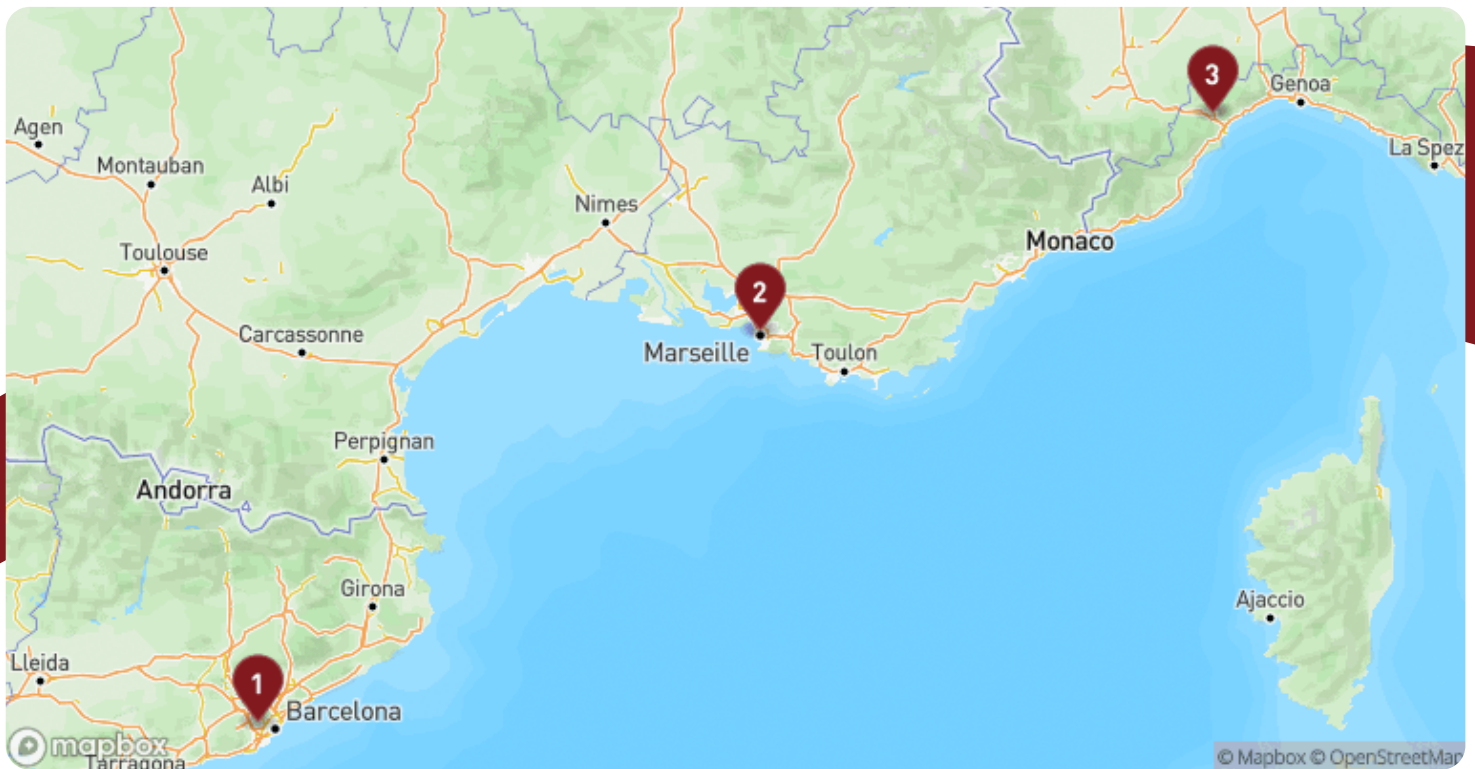 3
Genoa
Agen
La Spez
Montauban
Albi
Nimes
Monaco
Toulouse
2
Carcassonne
Marseille
Toulon
Perpignan
Andorra
Girona
Ajaccio
Lleida
1
Barcelona
mapbox
Tarragona
© Mapbox © OpenStreetMap